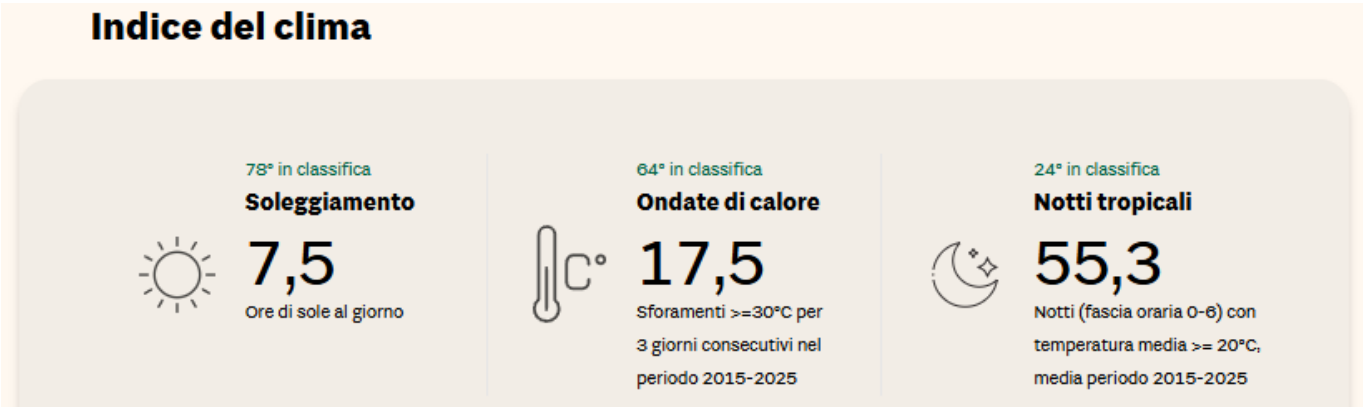 Indice del clima
78° in classifica
Soleggiamento
7,5
Ore di sole al giorno
64° in classifica
Ondate di calore
C°
17,5
Sforamenti >=30°C per
3 giorni consecutivi nel
periodo 2015-2025
24° in classifica
Notti tropicali
55,3
Notti (fascia oraria 0-6) con
temperatura media >= 20°C,
media periodo 2015-2025